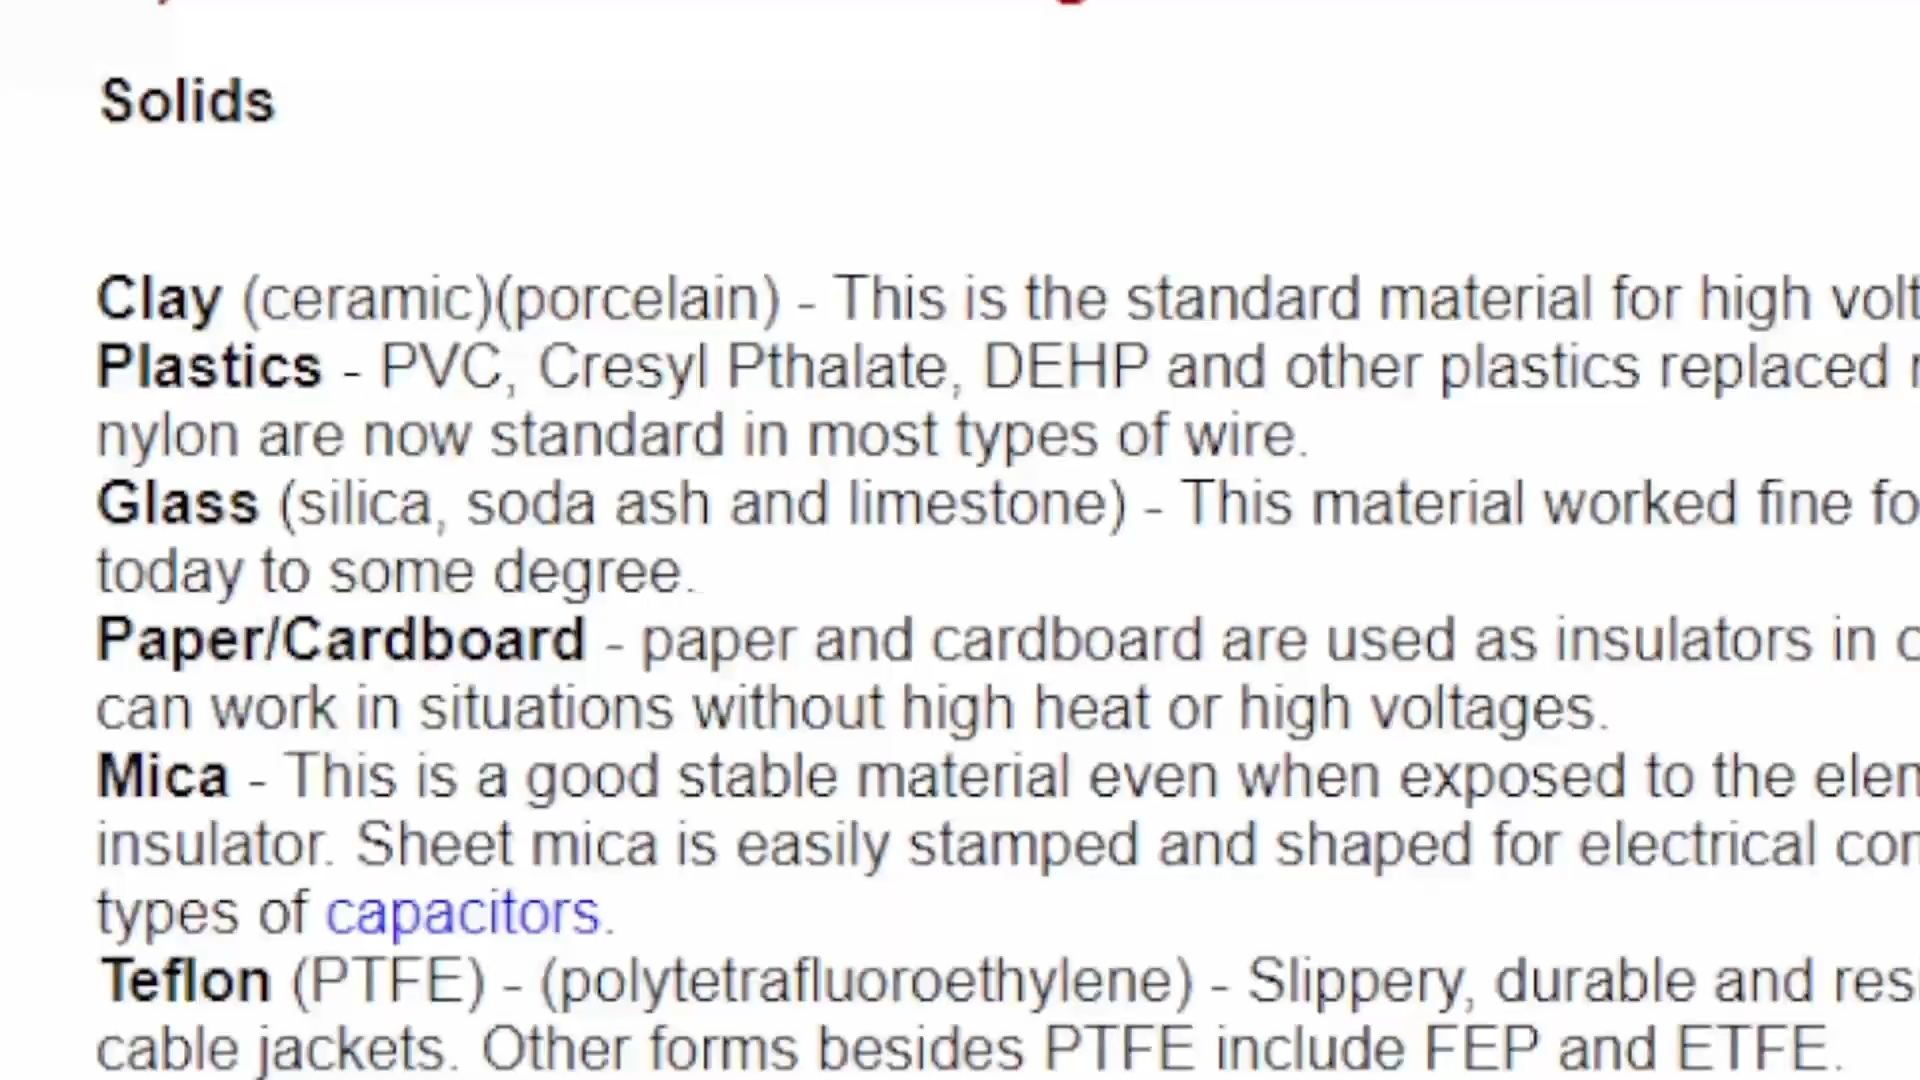 Solids
Clay (ceramic)(porcelain) - This is the standard material for high
Plastics - PVC, Cresyl Pthalate, DEHP and other plastics replaced
nylon are now standard in most types of wire.
Glass (silica, soda ash and limestone) - This material worked fine
today to some degree.
Paper/Cardboard - paper and cardboard are used as insulators in
can work in situations without high heat or high voltages.
Mica - This is a good stable material even when exposed to the
insulator. Sheet mica is easily stamped and shaped for electrical
types of capacitors.
Teflon (PTFE) - (polytetrafluoroethylene) - Slippery, durable and
cable jackets. Other forms besides PTFE include FEP and ETFE.